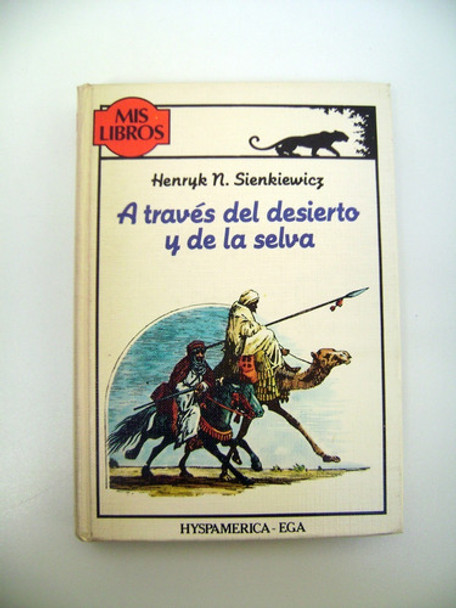 MIS
LIBROS
Henryk N. Sienkiewicz
A través del desierto
y de la selva
HYSPAMERICA - EGA